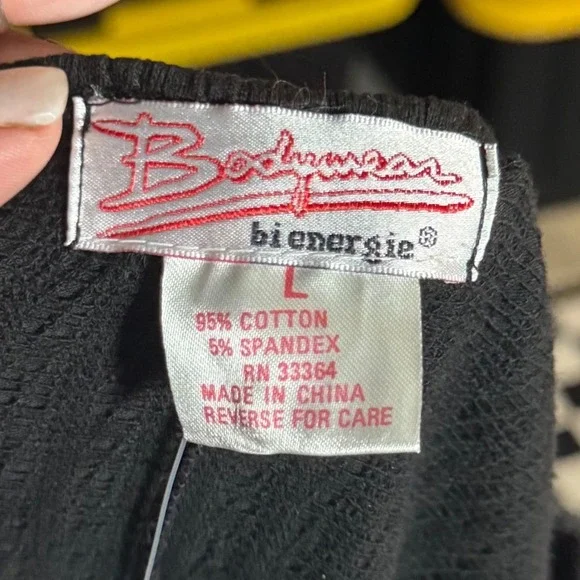 Bodywear
bi energie®
L
95% COTTON
5% SPANDEX
RN 33364
MADE IN CHINA
REVERSE FOR CARE